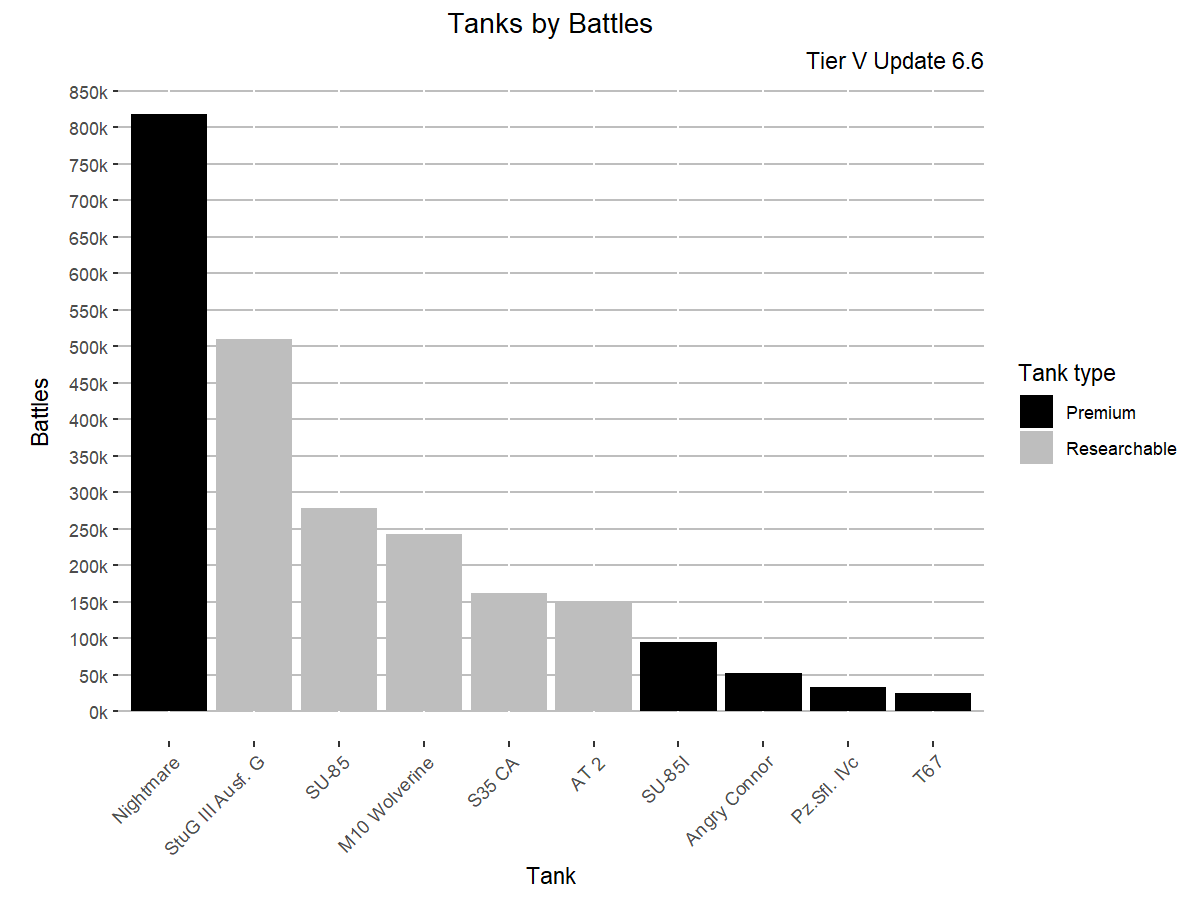 Tanks by Battles
Tier V Update 6.6
850k
800k
750k
700k
650k
600k
550k
500k
450k
400k
350k
300k
250k
200k
150k
100k
50k
0k
Battles
Nightmare
StuG III Ausf. G
SU-85
M10 Wolverine
S35 CA
AT 2
SU-85I
Angry Connor
Pz.Sfl. IVc
T67
Tank
Tank type
Premium
Researchable